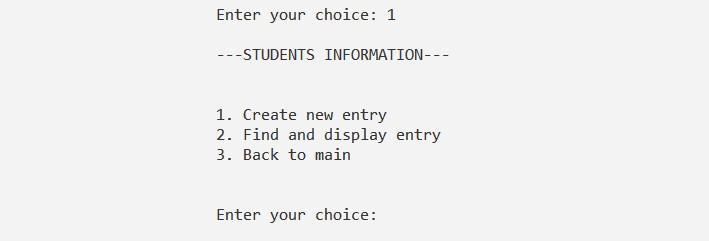 Enter your choice: 1
---STUDENTS INFORMATION---
1. Create new entry
2. Find and display entry
3. Back to main
Enter your choice: